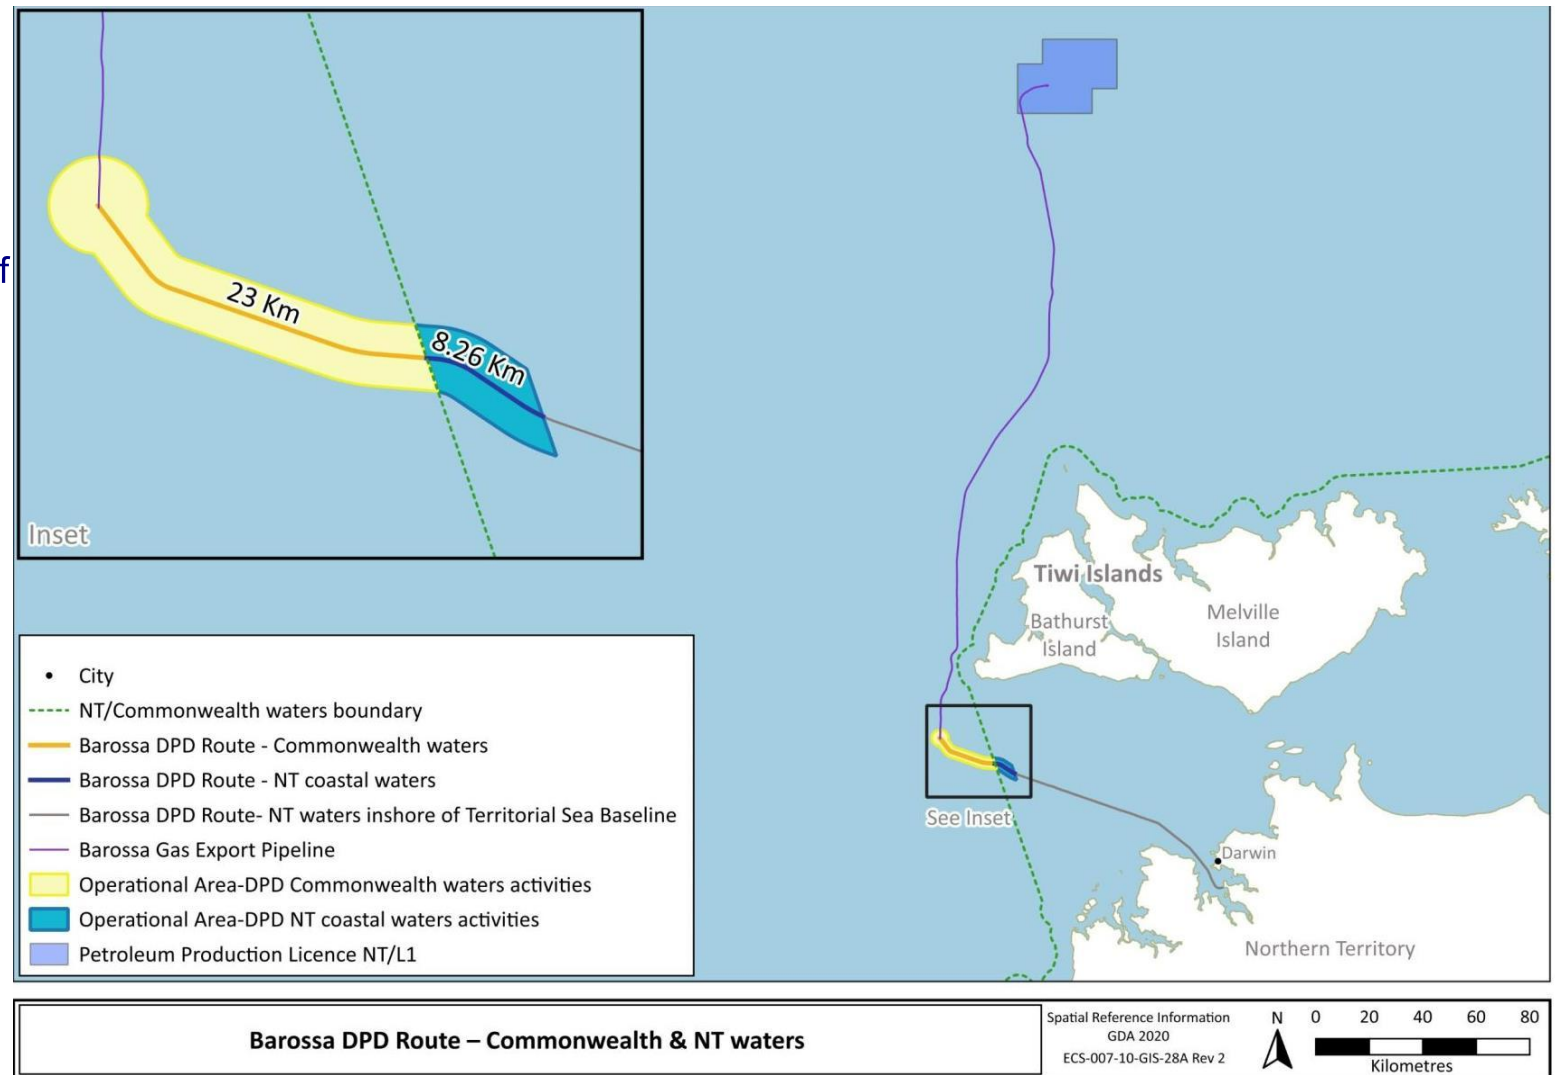 f
23 Km
8.26 Km
Inset
Tiwi Islands
Bathurst
Island
Melville
Island
See Inset
Darwin
Northern Territory
City
NT/Commonwealth waters boundary
Barossa DPD Route - Commonwealth waters
Barossa DPD Route - NT coastal waters
Barossa DPD Route- NT waters inshore of Territorial Sea Baseline
Barossa Gas Export Pipeline
Operational Area-DPD Commonwealth waters activities
Operational Area-DPD NT coastal waters activities
Petroleum Production Licence NT/L1
Barossa DPD Route – Commonwealth & NT waters
Spatial Reference Information
GDA 2020
ECS-007-10-GIS-28A Rev 2
N
0 20 40 60 80
Kilometres